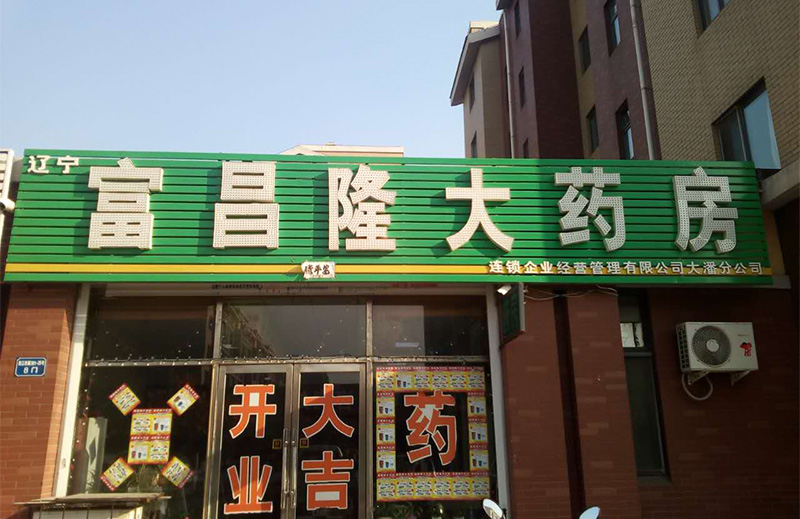 辽宁
富昌隆大药房
连锁企业经营管理有限公司大潘分公司
8门
开业
大吉
药